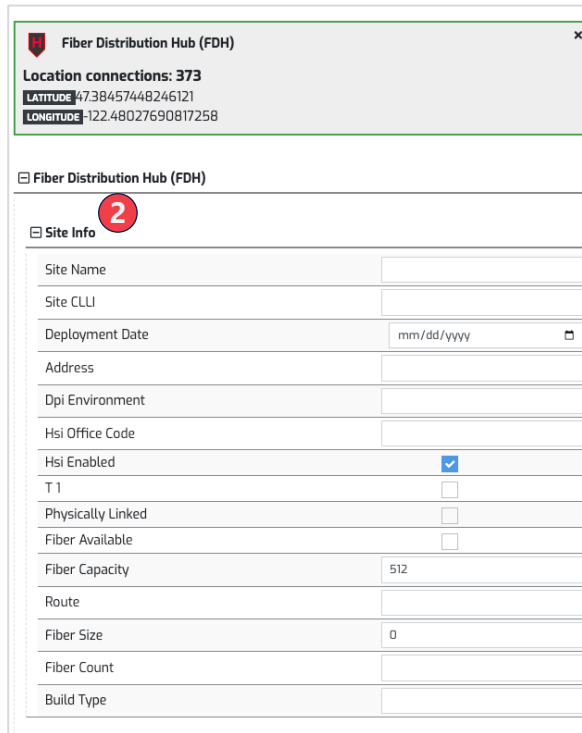 H Fiber Distribution Hub (FDH) ×
Location connections: 373
LATITUDE 47.38457448246121
LONGITUDE -122.48027690817258
Fiber Distribution Hub (FDH)
2
Site Info
Site Name
Site CLLI
Deployment Date mm/dd/yyyy
Address
Dpi Environment
Hsi Office Code
Hsi Enabled
T 1
Physically Linked
Fiber Available
Fiber Capacity 512
Route
Fiber Size 0
Fiber Count
Build Type